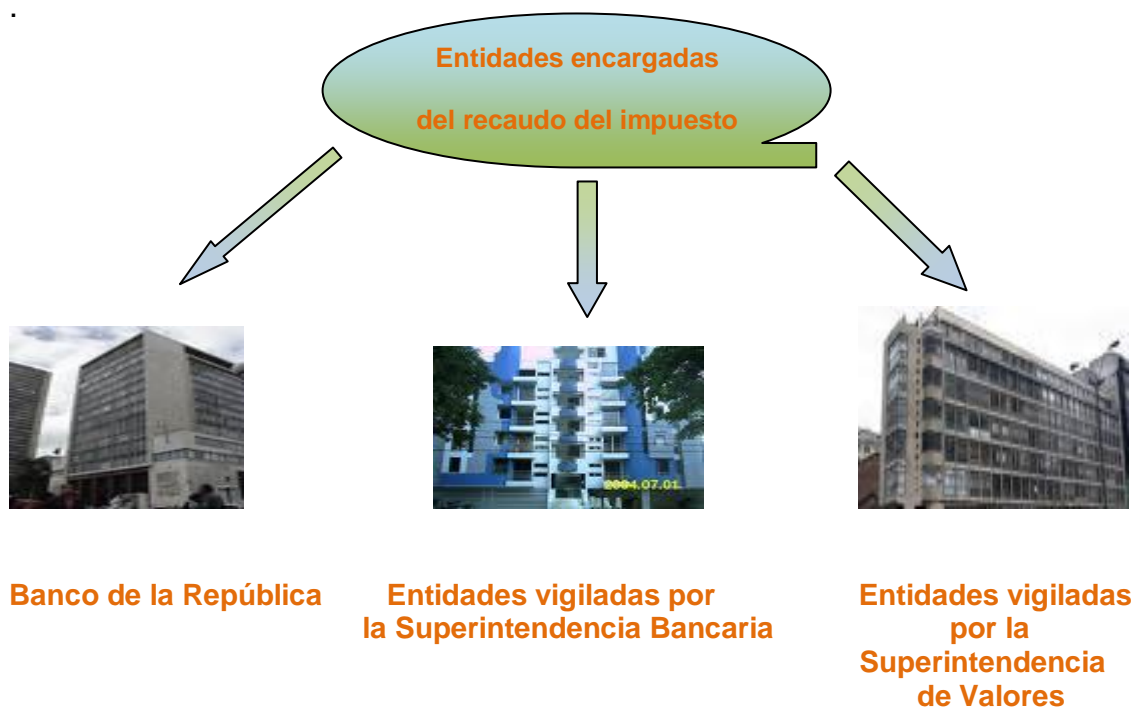 .
Entidades encargadas
del recaudo del impuesto
2004.07.01
Banco de la República
Entidades vigiladas por
la Superintendencia Bancaria
Entidades vigiladas
por la
Superintendencia
de Valores